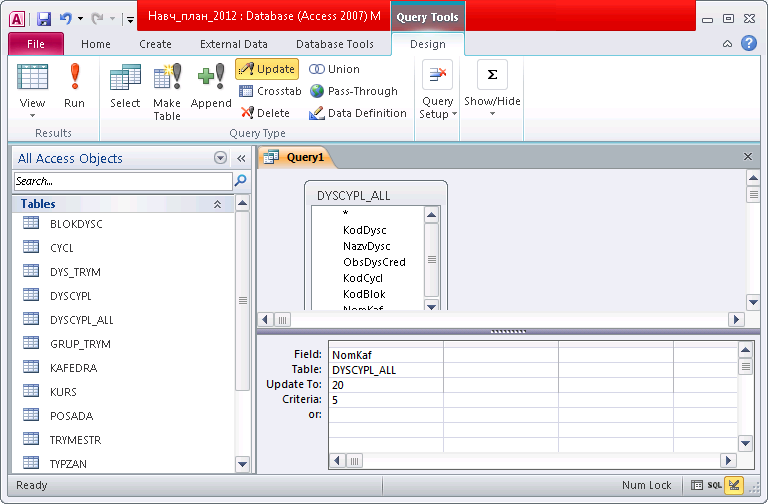 Навч_план_2012 : Database (Access 2007) M
Query Tools
File Home Create External Data Database Tools Design
View
Run
Results
Select
Make Table
Append
Update
Crosstab
Delete
Union
Pass-Through
Data Definition
Query Type
Query Setup
Show/Hide
All Access Objects
Search...
Tables
BLOKDYSC
CYCL
DYS_TRYM
DYSCYPL
DYSCYPL_ALL
GRUP_TRYM
KAFEDRA
KURS
POSADA
TRYMESTR
TYPZAN
Query1
DYSCYPL_ALL
*
KodDysc
NazvDysc
ObsDysCred
KodCycl
KodBlok
NomKaf
Field: NomKaf
Table: DYSCYPL_ALL
Update To: 20
Criteria: 5
or:
Ready
Num Lock
SQL